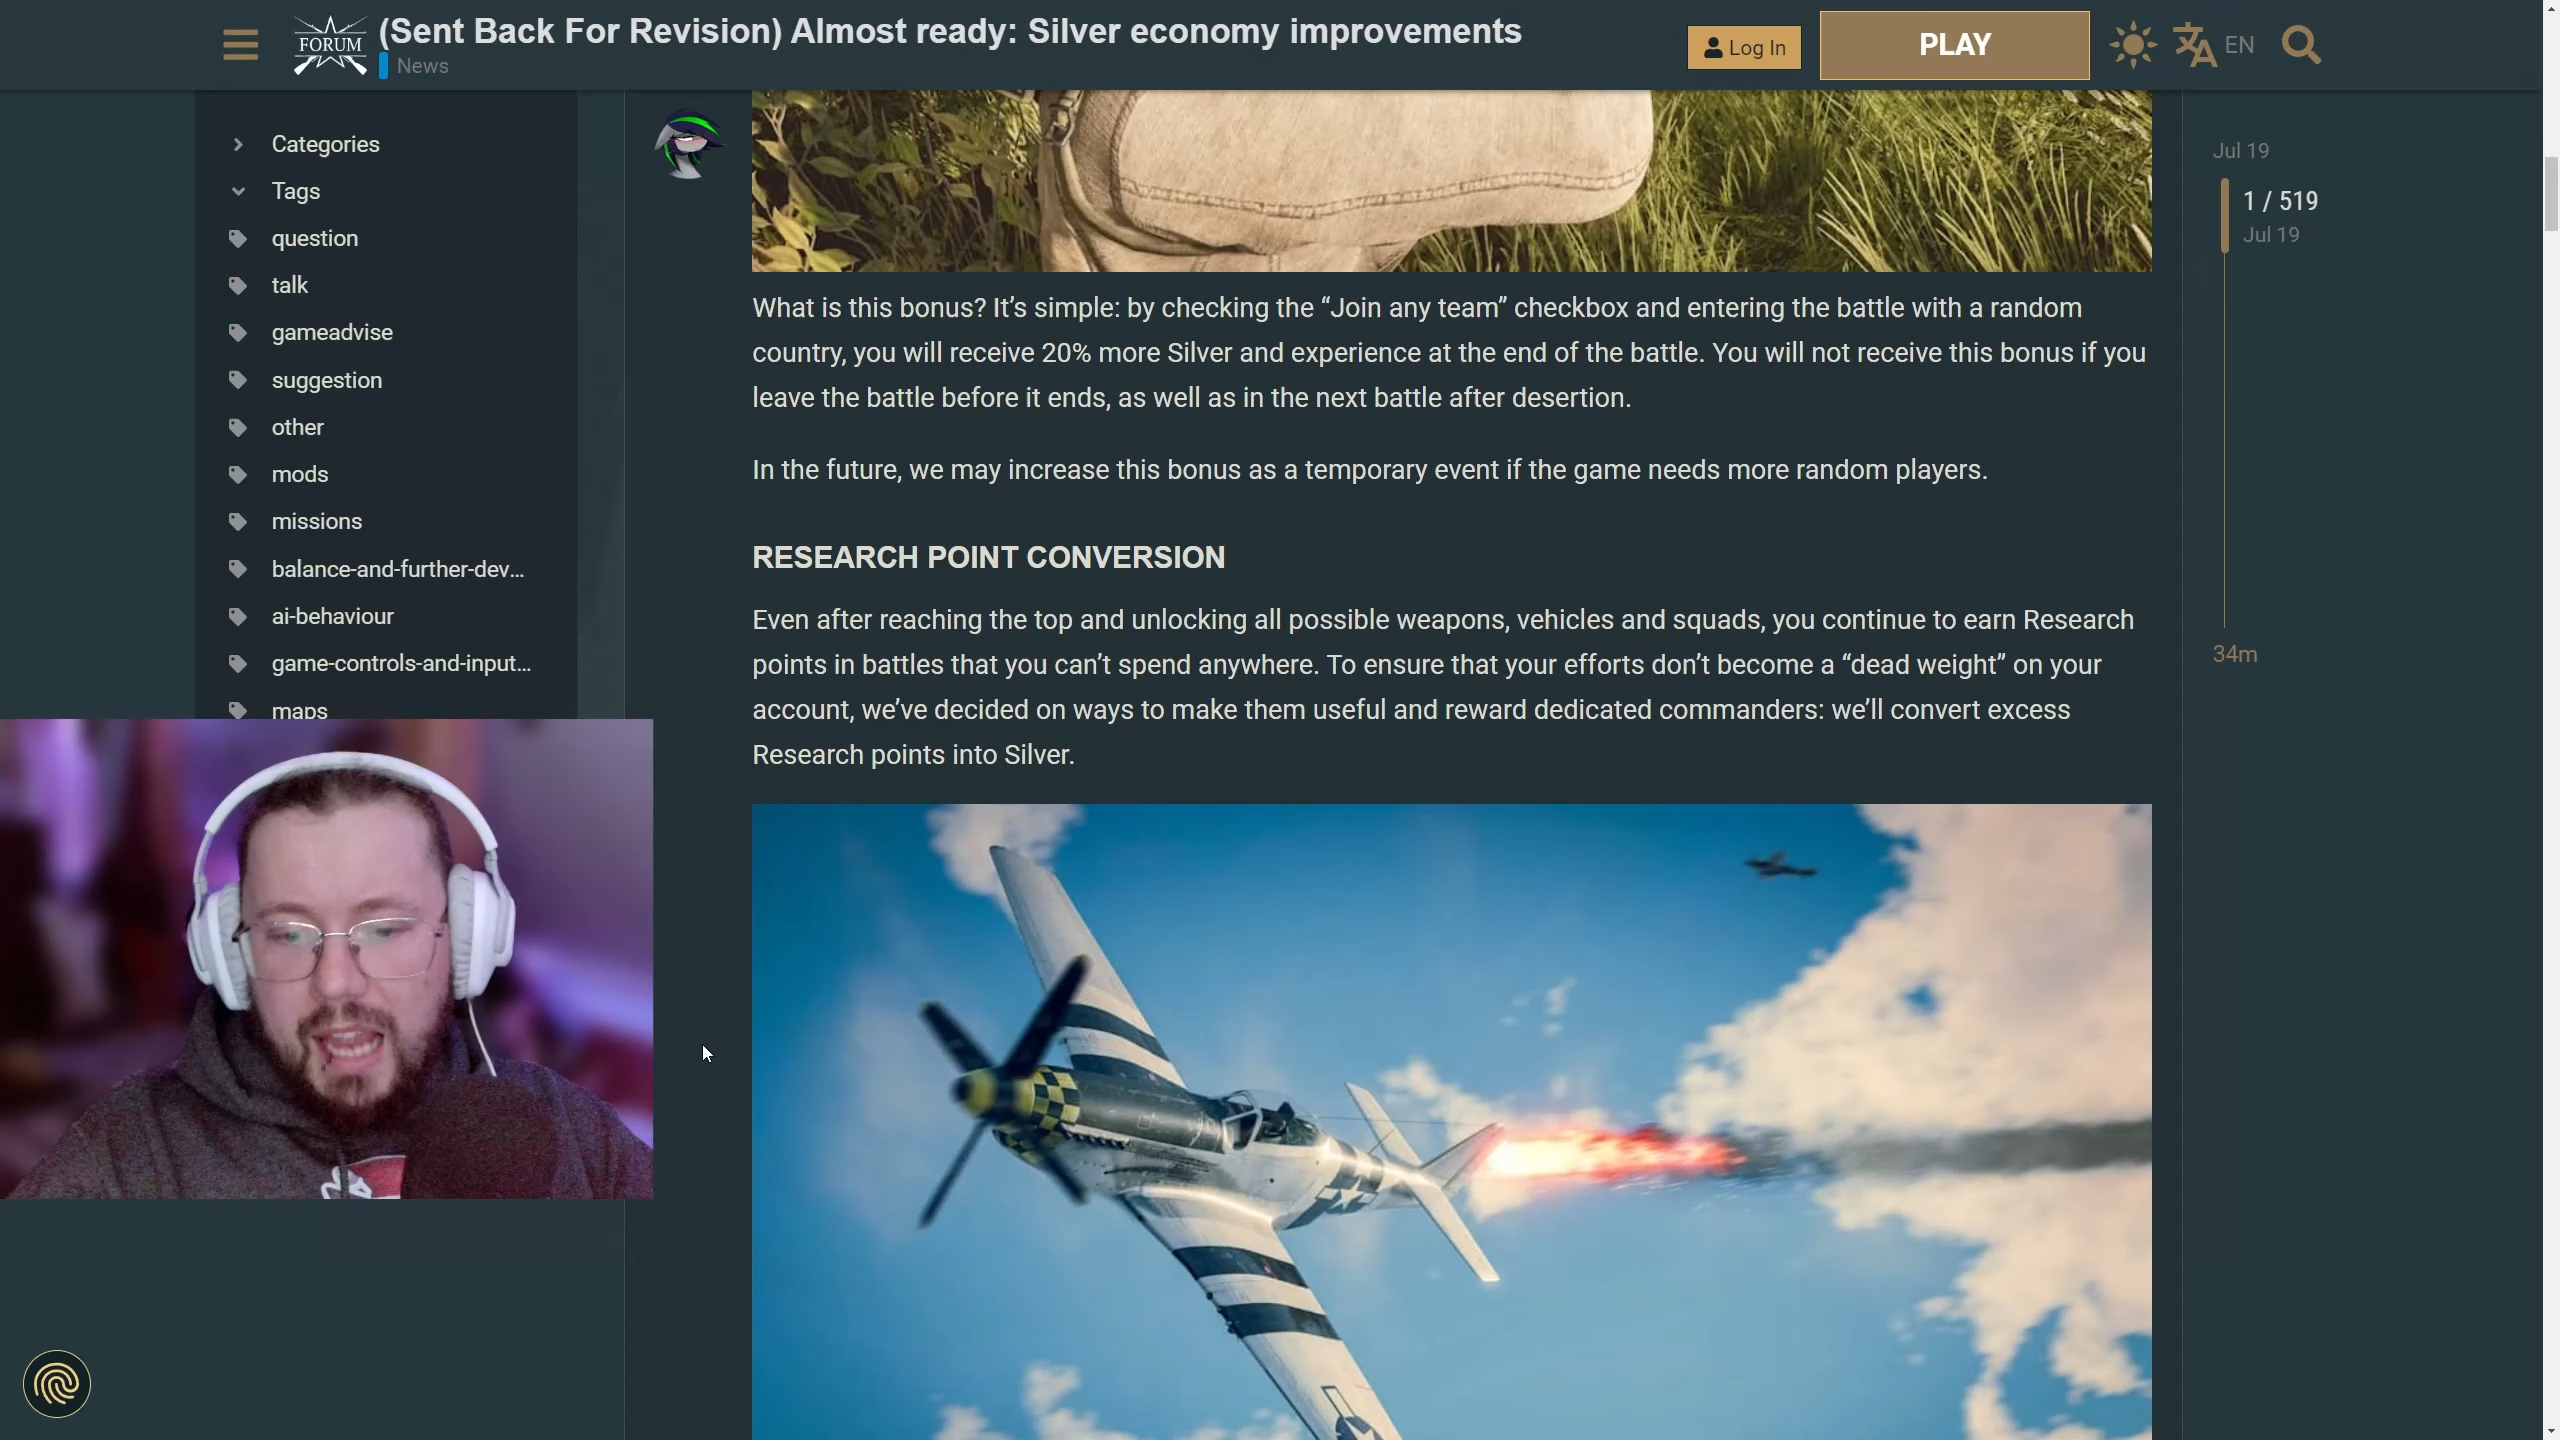 FORUM
(Sent Back For Revision) Almost ready: Silver economy improvements
News
Log In
PLAY
EN
Categories
Tags
question
talk
gameadvise
suggestion
other
mods
missions
balance-and-further-dev...
ai-behaviour
game-controls-and-input...
maps
What is this bonus? It’s simple: by checking the “Join any team” checkbox and entering the battle with a random
country, you will receive 20% more Silver and experience at the end of the battle. You will not receive this bonus if you
leave the battle before it ends, as well as in the next battle after desertion.
In the future, we may increase this bonus as a temporary event if the game needs more random players.
RESEARCH POINT CONVERSION
Even after reaching the top and unlocking all possible weapons, vehicles and squads, you continue to earn Research
points in battles that you can’t spend anywhere. To ensure that your efforts don’t become a “dead weight” on your
account, we’ve decided on ways to make them useful and reward dedicated commanders: we’ll convert excess
Research points into Silver.
Jul 19
1 / 519
Jul 19
34m